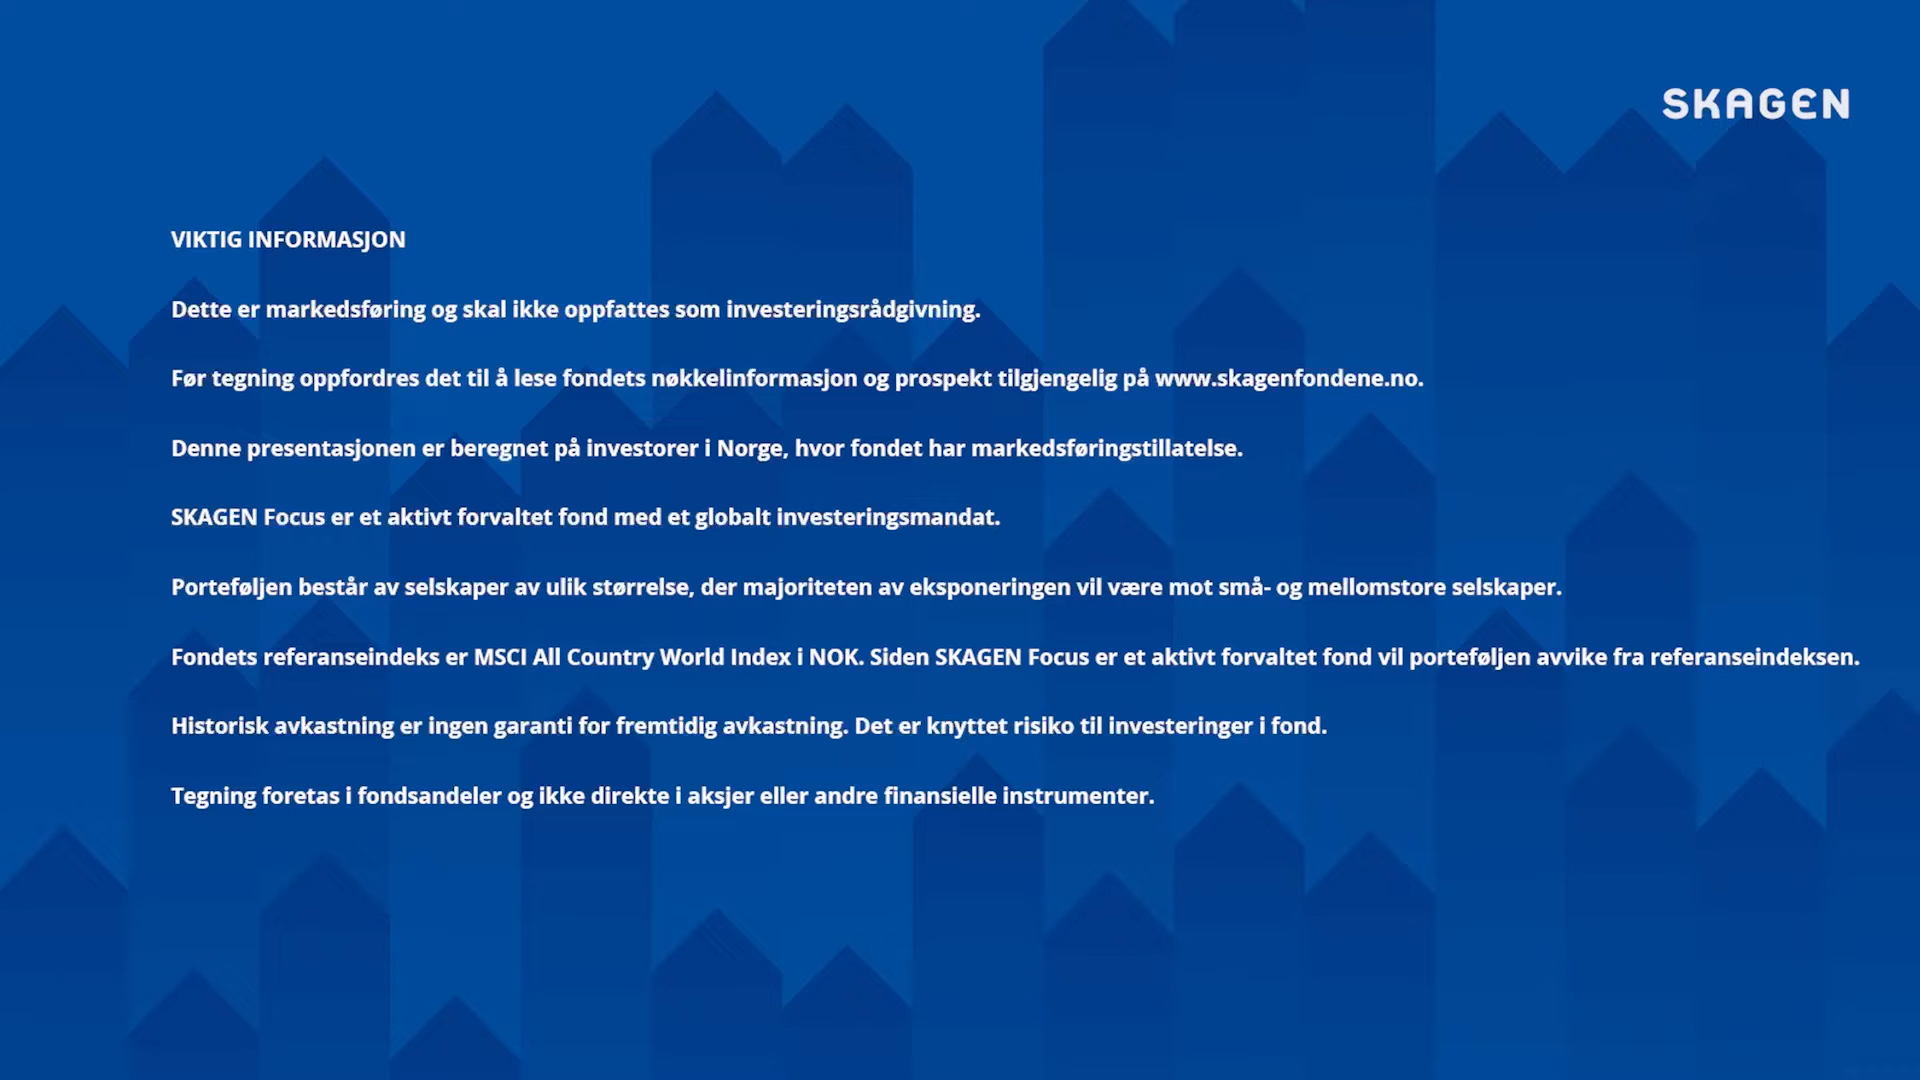 SKAGEN
VIKTIG INFORMASJON
Dette er markedsføring og skal ikke oppfattes som investeringsrådgivning.
Før tegning oppfordres det til å lese fondets nøkkelinformasjon og prospekt tilgjengelig på www.skagenfondene.no.
Denne presentasjonen er beregnet på investorer i Norge, hvor fondet har markedsføringstillatelse.
SKAGEN Focus er et aktivt forvaltet fond med et globalt investeringsmandat.
Porteføljen består av selskaper av ulik størrelse, der majoriteten av eksponeringen vil være mot små- og mellomstore selskaper.
Fondets referanseindeks er MSCI All Country World Index i NOK. Siden SKAGEN Focus er et aktivt forvaltet fond vil porteføljen avvike fra referanseindeksen.
Historisk avkastning er ingen garanti for fremtidig avkastning. Det er knyttet risiko til investeringer i fond.
Tegning foretas i fondsandeler og ikke direkte i aksjer eller andre finansielle instrumenter.